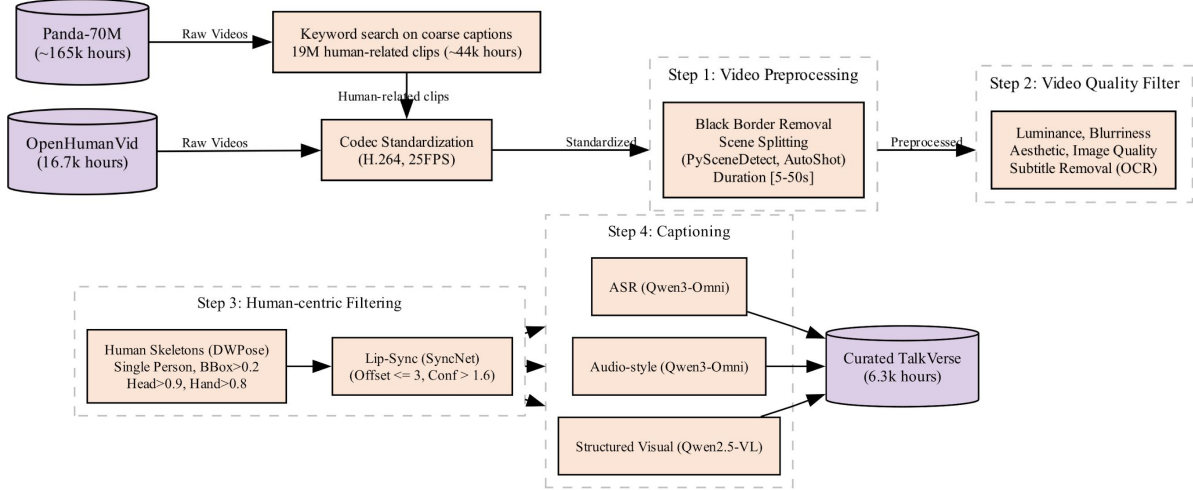 Panda-70M
(~165k hours)
Raw Videos
Keyword search on coarse captions
19M human-related clips (~44k hours)
Human-related clips
OpenHumanVid
(16.7k hours)
Raw Videos
Codec Standardization
(H.264, 25FPS)
Standardized
Step 1: Video Preprocessing
Black Border Removal
Scene Splitting
(PySceneDetect, AutoShot)
Duration [5-50s]
Preprocessed
Step 2: Video Quality Filter
Luminance, Blurriness
Aesthetic, Image Quality
Subtitle Removal (OCR)
Step 3: Human-centric Filtering
Human Skeletons (DWPose)
Single Person, BBox>0.2
Head>0.9, Hand>0.8
Lip-Sync (SyncNet)
(Offset <= 3, Conf > 1.6)
Step 4: Captioning
ASR (Qwen3-Omni)
Audio-style (Qwen3-Omni)
Structured Visual (Qwen2.5-VL)
Curated TalkVerse
(6.3k hours)